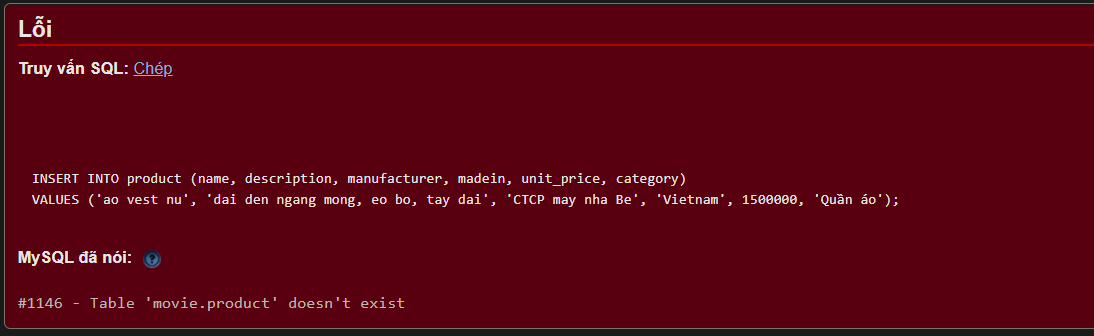 Lỗi
Truy vấn SQL: Chép
INSERT INTO product (name, description, manufacturer, madein, unit_price, category)
VALUES ('ao vest nu', 'dai den ngang mong, eo bo, tay dai', 'CTCP may nha Be', 'Vietnam', 1500000, 'Quần áo');
MySQL đã nói: ?
#1146 - Table 'movie.product' doesn't exist